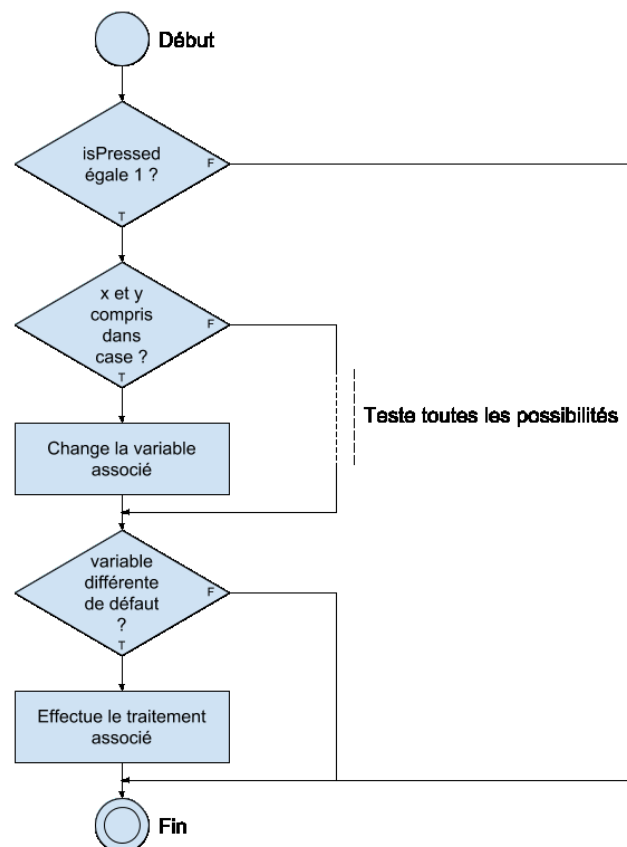 Début
isPressed
égale 1 ?
F
T
x et y
compris
dans
case ?
F
T
Teste toutes les possibilités
Change la variable
associé
variable
différente
de défaut
?
F
T
Effectue le traitement
associé
Fin